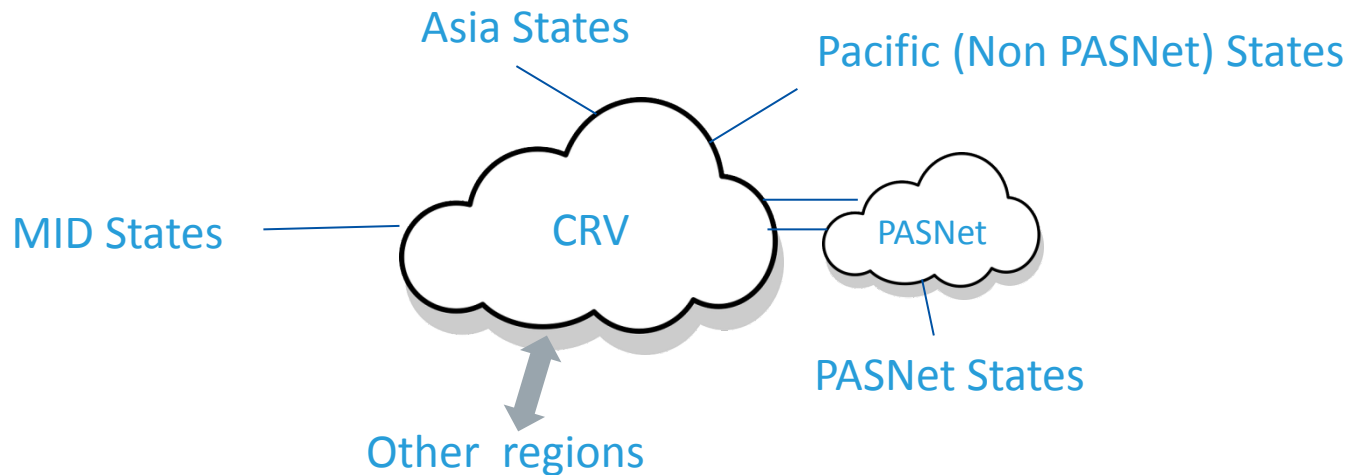 Asia States
Pacific (Non PASNet) States
MID States
CRV
PASNet
PASNet States
Other regions